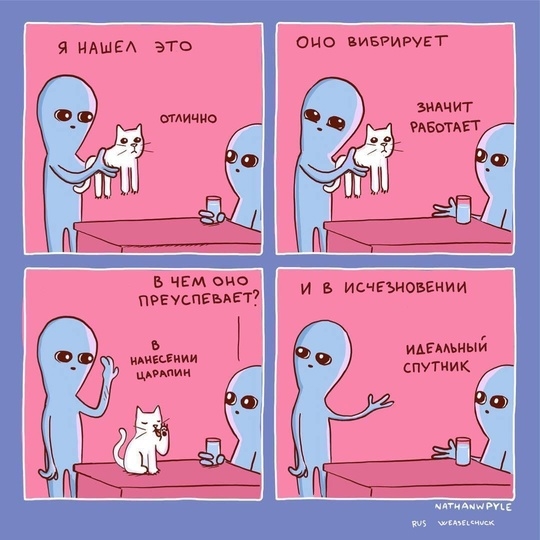 Я НАШЕЛ ЭТО
ОТЛИЧНО
ОНО ВИБРИРУЕТ
ЗНАЧИТ
РАБОТАЕТ
В ЧЕМ ОНО
ПРЕУСПЕВАЕТ?
В
НАНЕСЕНИИ
ЦАРАПИН
И В ИСЧЕЗНОВЕНИИ
ИДЕАЛЬНЫЙ
СПУТНИК
NATHANWPYLE
RUS WEASELCHUCK